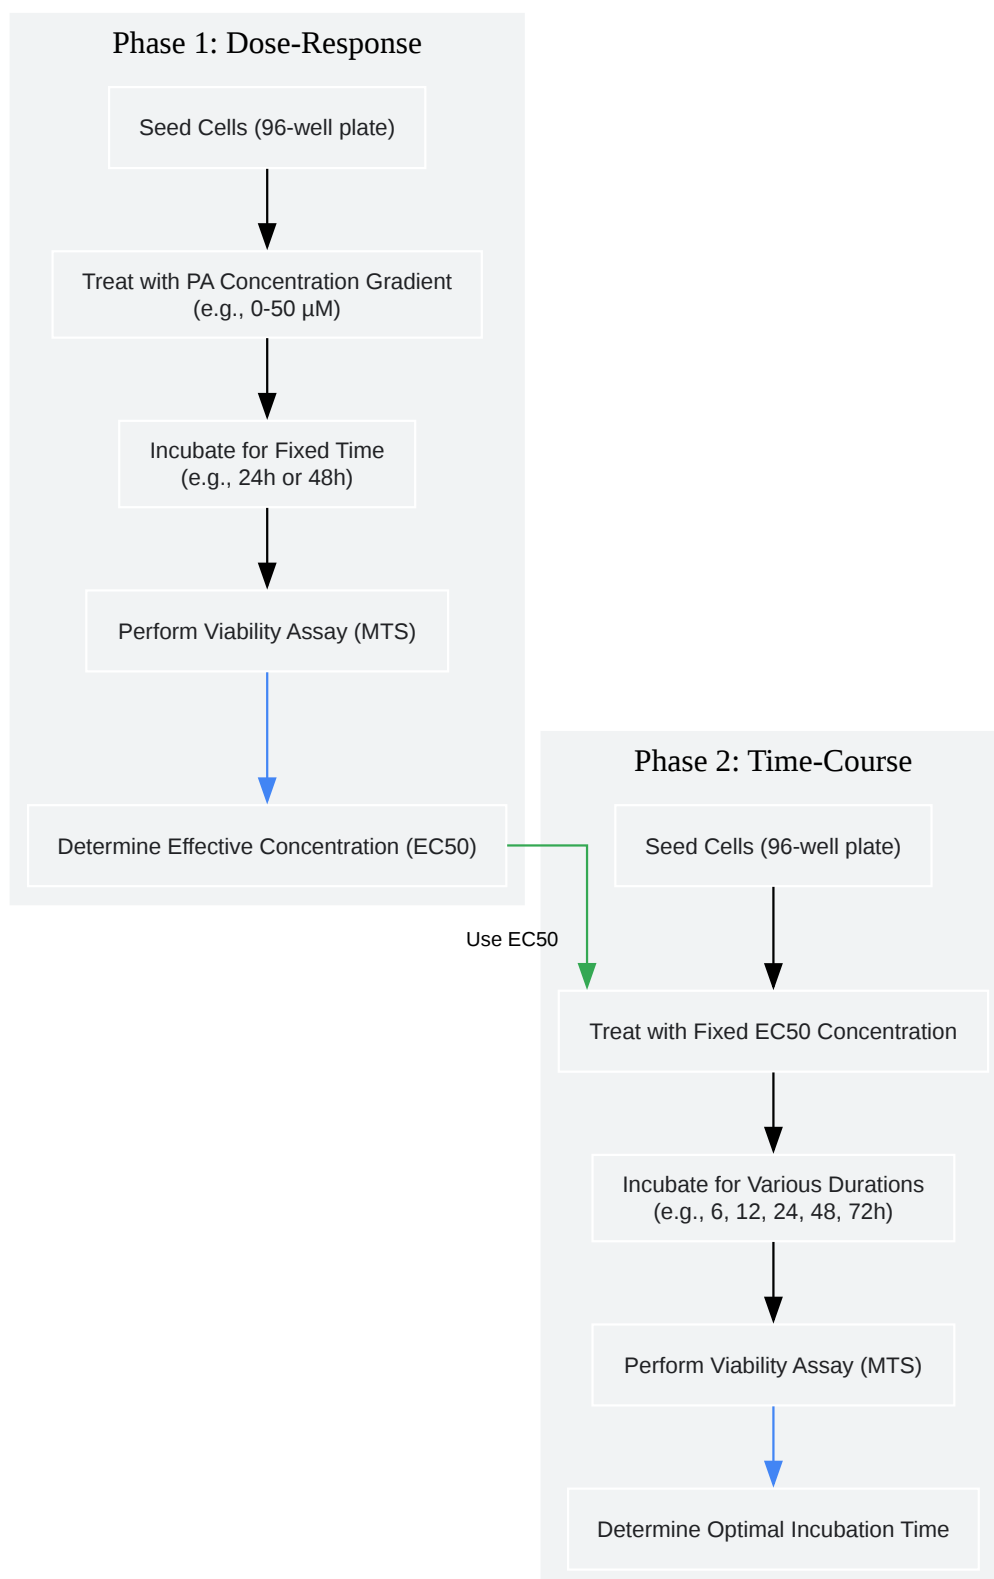 Phase 1: Dose-Response
Seed Cells (96-well plate)
Treat with PA Concentration Gradient
(e.g., 0-50 µM)
Incubate for Fixed Time
(e.g., 24h or 48h)
Perform Viability Assay (MTS)
Determine Effective Concentration (EC50)
Use EC50
Phase 2: Time-Course
Seed Cells (96-well plate)
Treat with Fixed EC50 Concentration
Incubate for Various Durations
(e.g., 6, 12, 24, 48, 72h)
Perform Viability Assay (MTS)
Determine Optimal Incubation Time